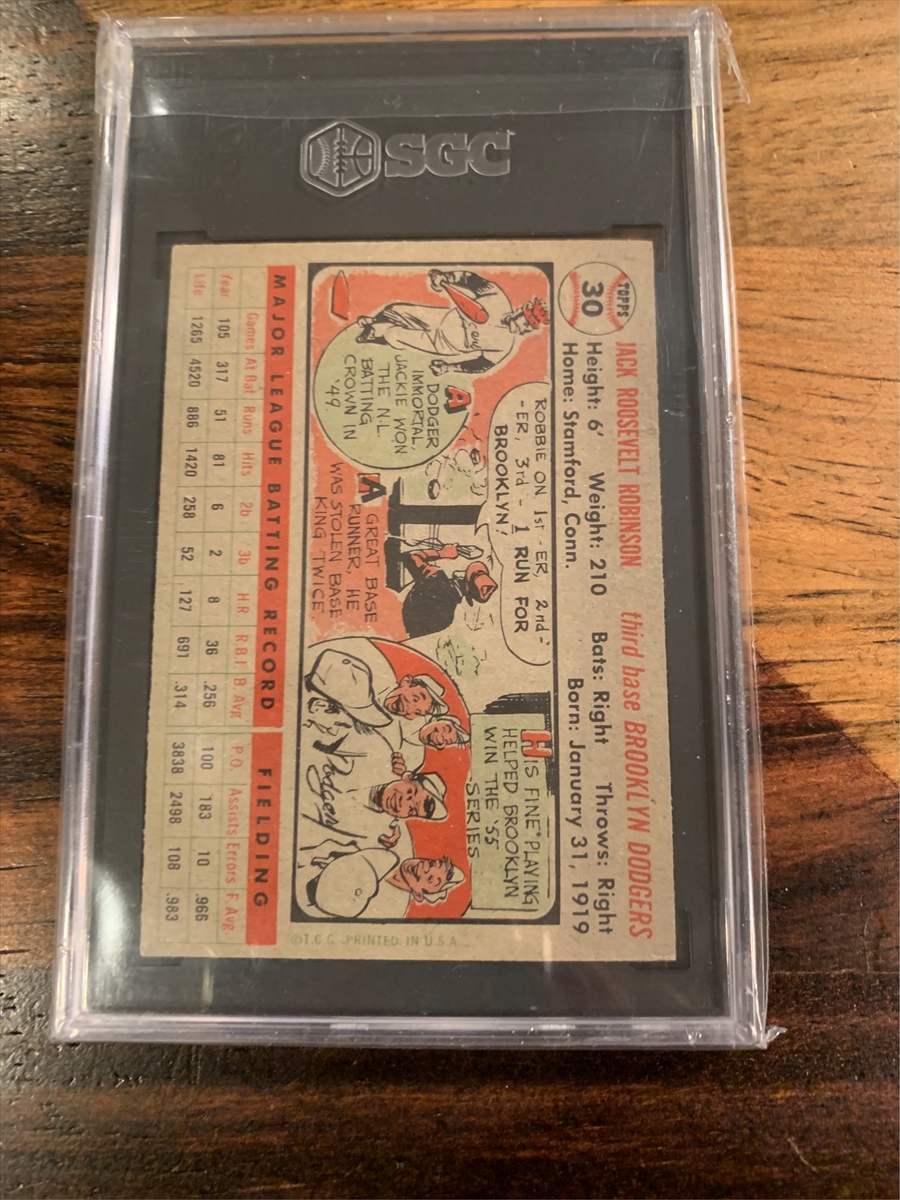 SGC
TOPPS
30
JACK ROOSEVELT ROBINSON third base BROOKLYN DODGERS
Height: 6' Weight: 210 Bats: Right Throws: Right
Home: Stamford, Conn. Born: January 31, 1919
A DODGER
IMMORTAL,
JACKIE WON
THE N.L.
BATTING
CROWN IN
'49
ROBBIE ON 1st-ER, 2nd-
-ER, 3rd - 1 RUN FOR
BROOKLYN!
A GREAT BASE
RUNNER, HE
WAS STOLEN BASE
KING TWICE.
HIS FINE PLAYING
HELPED BROOKLYN
WIN THE '55
SERIES
Dodgers
©T.C.G. PRINTED IN U.S.A.
MAJOR LEAGUE BATTING RECORD FIELDING
Games At Bat Runs Hits 2b 3b H R R.B.I. B Avg P.O. Assists Errors F. Avg.
Year 105 317 51 81 6 2 8 36 .256 100 183 10 .966
Life 1265 4520 886 1420 258 52 127 691 .314 3838 2498 108 .983